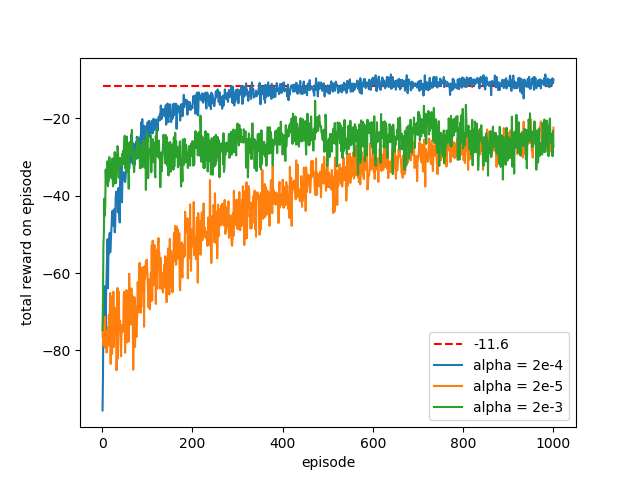 total reward on episode
−20
−40
−60
−80
0
200
400
600
800
1000
episode
-11.6
alpha = 2e-4
alpha = 2e-5
alpha = 2e-3